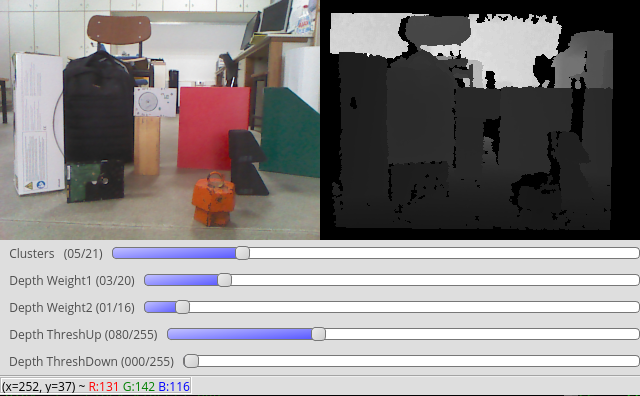 Clusters (05/21)
Depth Weight1 (03/20)
Depth Weight2 (01/16)
Depth ThreshUp (080/255)
Depth ThreshDown (000/255)
(x=252, y=37) ~ R:131 G:142 B:116